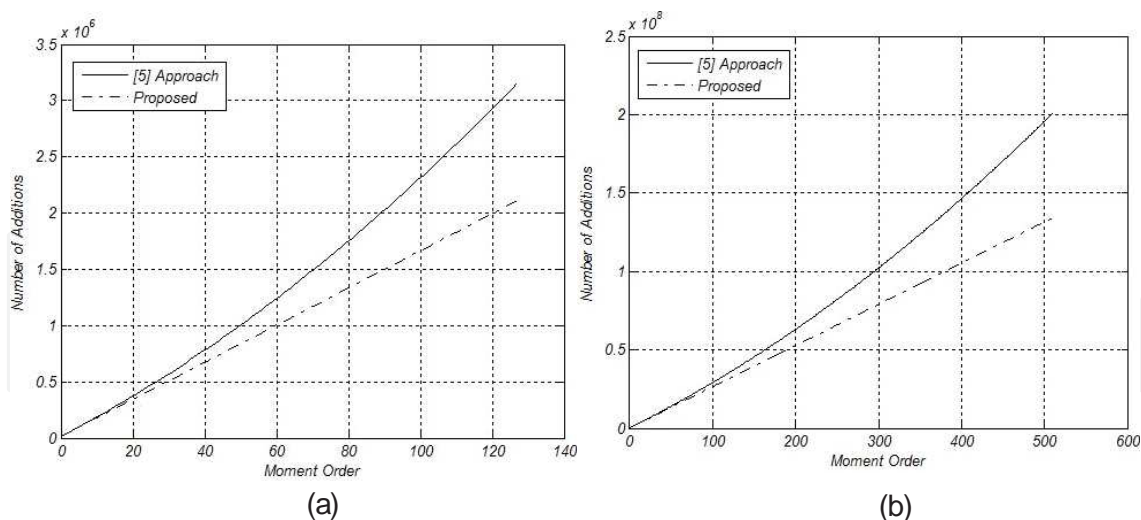 x 10^6
3.5
3
2.5
2
1.5
1
0.5
0
Number of Additions
[5] Approach
Proposed
0 20 40 60 80 100 120 140
Moment Order
(a)
x 10^8
2.5
2
1.5
1
0.5
0
Number of Additions
[5] Approach
Proposed
0 100 200 300 400 500 600
Moment Order
(b)